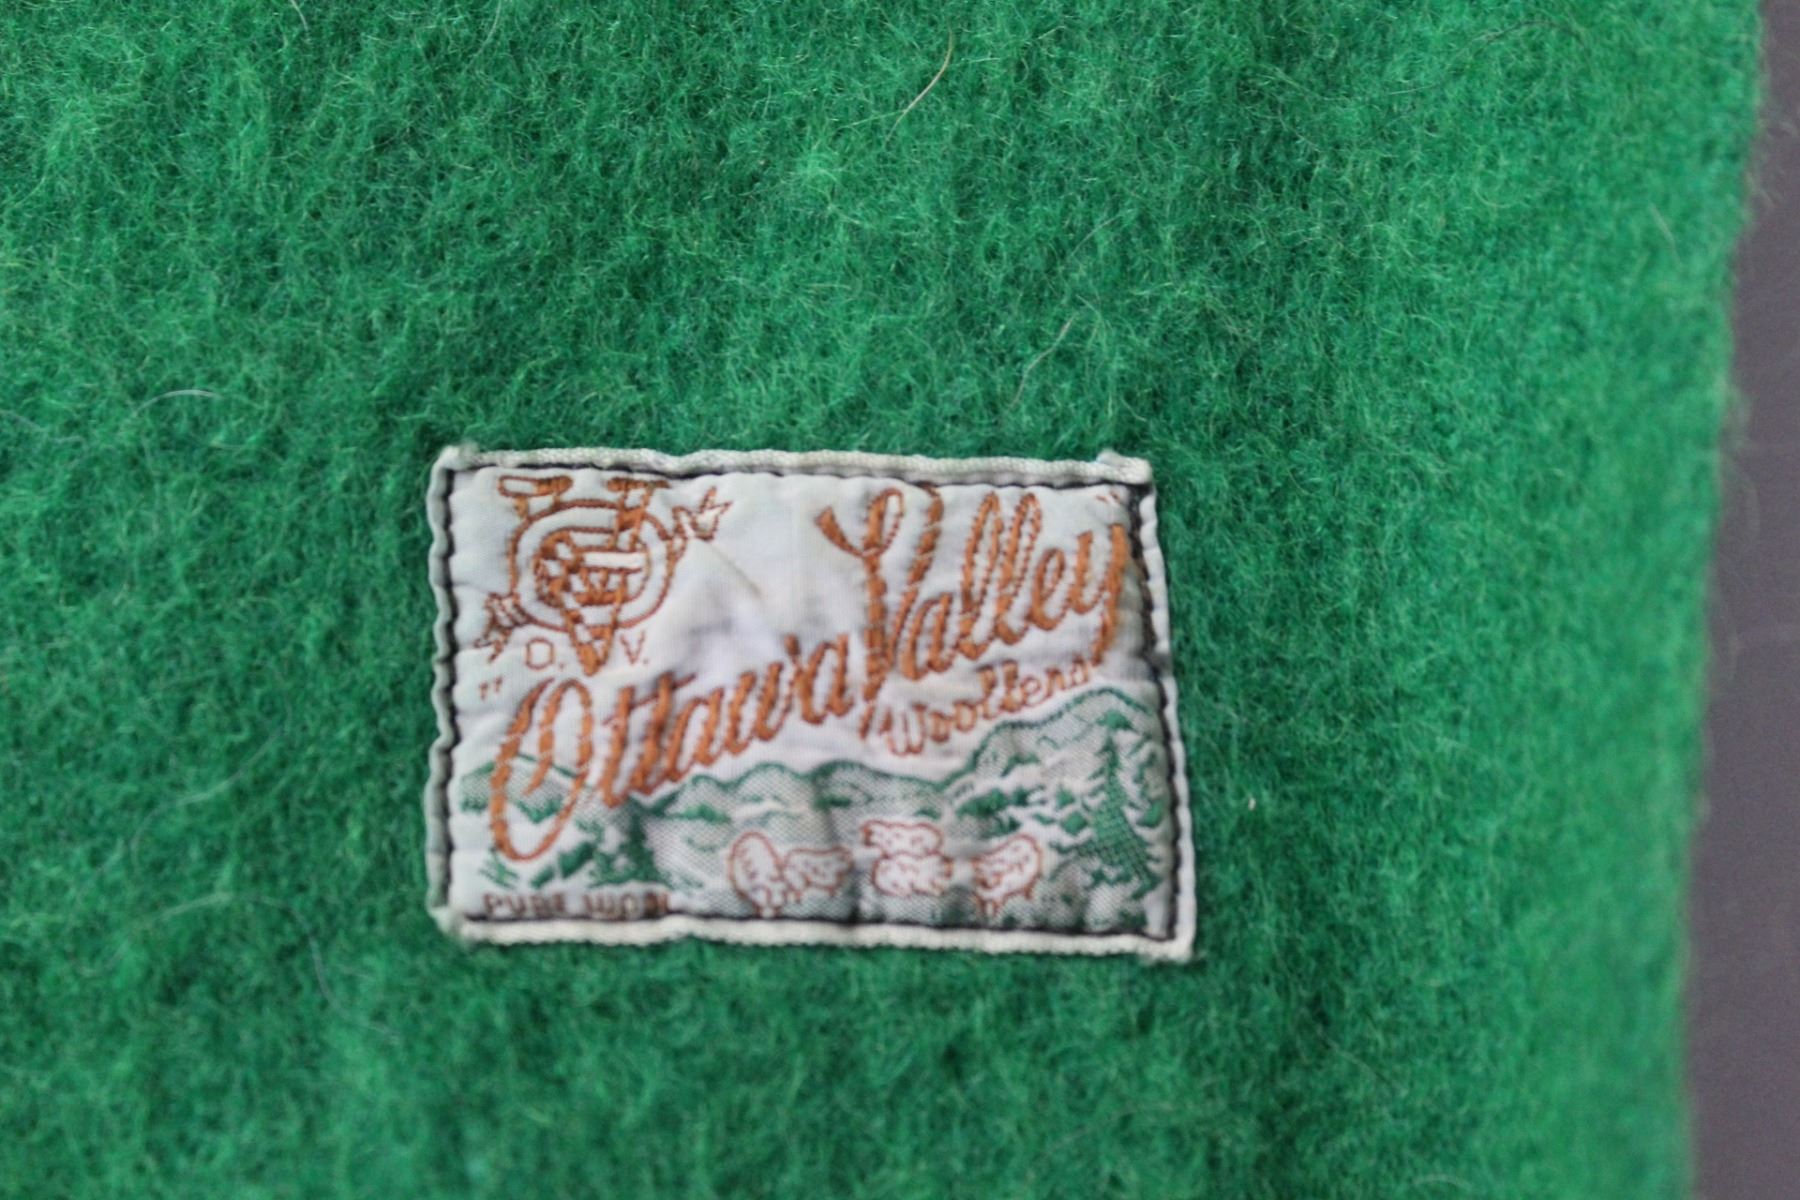 O. V.
"Ottawa Valley"
Woollens
PURE WOOL